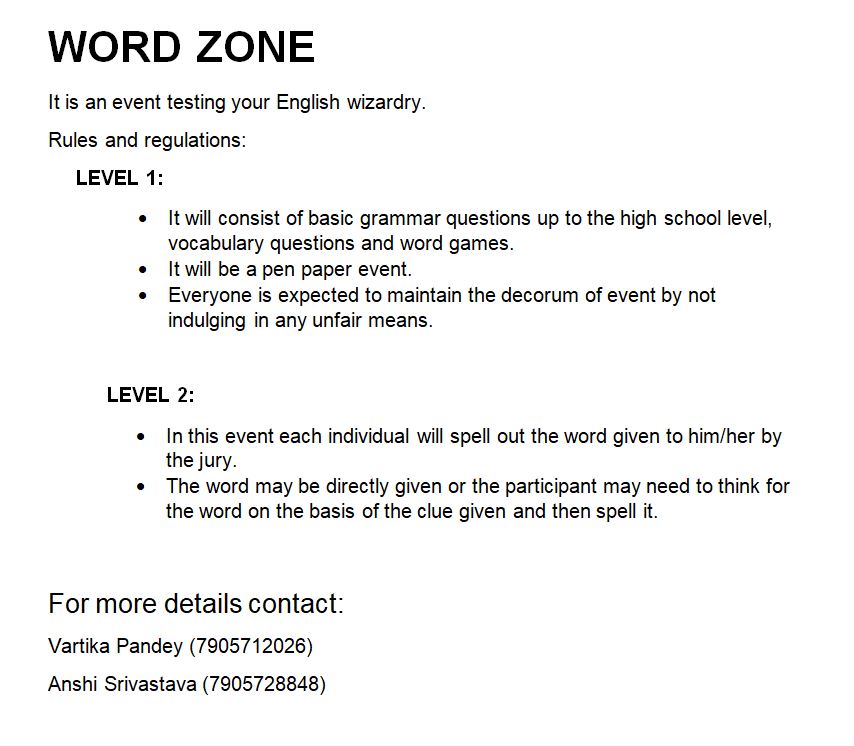 WORD ZONE
It is an event testing your English wizardry.
Rules and regulations:
LEVEL 1:
• It will consist of basic grammar questions up to the high school level,
vocabulary questions and word games.
• It will be a pen paper event.
• Everyone is expected to maintain the decorum of event by not
indulging in any unfair means.
LEVEL 2:
• In this event each individual will spell out the word given to him/her by
the jury.
• The word may be directly given or the participant may need to think for
the word on the basis of the clue given and then spell it.
For more details contact:
Vartika Pandey (7905712026)
Anshi Srivastava (7905728848)